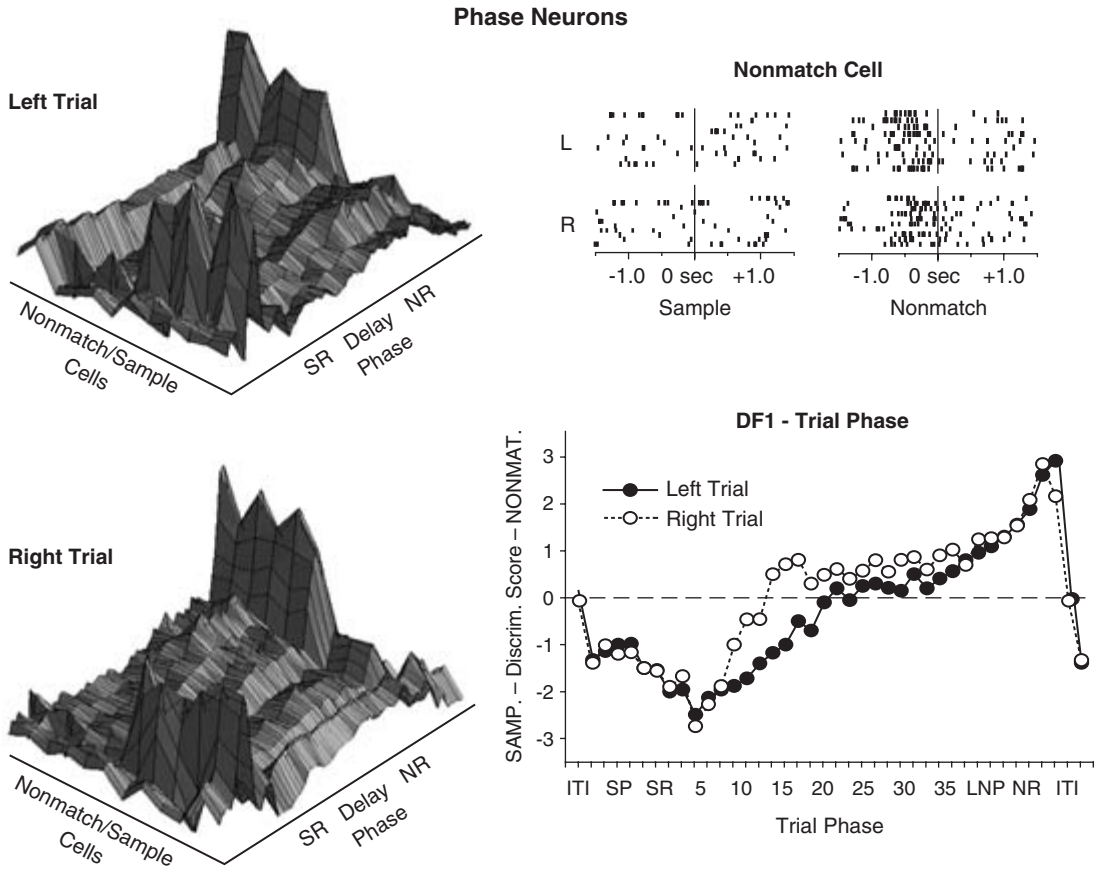 Phase Neurons
Left Trial
Nonmatch/Sample
Cells
SR Delay NR
Phase
Nonmatch Cell
L
R
-1.0 0 sec +1.0
Sample
-1.0 0 sec +1.0
Nonmatch
Right Trial
Nonmatch/Sample
Cells
SR Delay NR
Phase
DF1 - Trial Phase
SAMP. – Discrim. Score – NONMAT.
3
2
1
0
-1
-2
-3
Left Trial
Right Trial
ITI SP SR 5 10 15 20 25 30 35 LNP NR ITI
Trial Phase